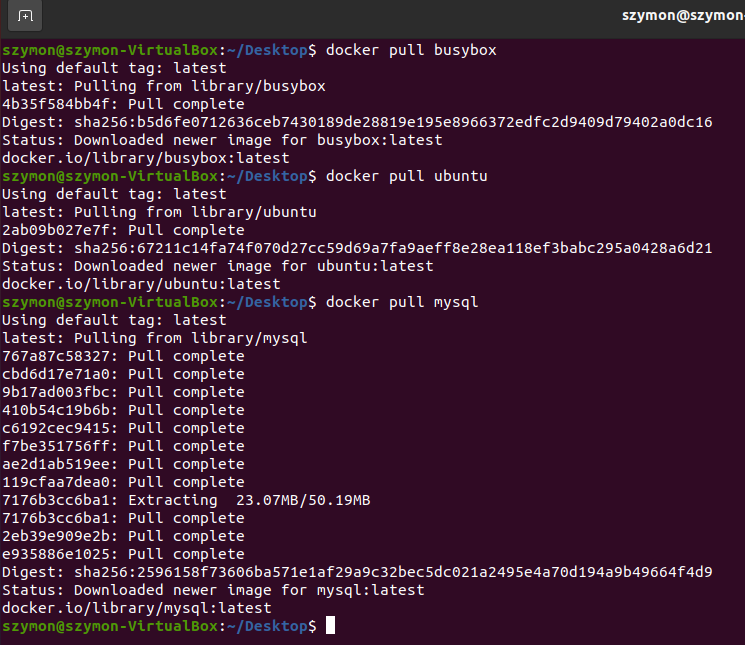 szymon@szymon-
szymon@szymon-VirtualBox:~/Desktop$ docker pull busybox
Using default tag: latest
latest: Pulling from library/busybox
4b35f584bb4f: Pull complete
Digest: sha256:b5d6fe0712636ceb7430189de28819e195e8966372edfc2d9409d79402a0dc16
Status: Downloaded newer image for busybox:latest
docker.io/library/busybox:latest
szymon@szymon-VirtualBox:~/Desktop$ docker pull ubuntu
Using default tag: latest
latest: Pulling from library/ubuntu
2ab09b027e7f: Pull complete
Digest: sha256:67211c14fa74f070d27cc59d69a7fa9aeff8e28ea118ef3babc295a0428a6d21
Status: Downloaded newer image for ubuntu:latest
docker.io/library/ubuntu:latest
szymon@szymon-VirtualBox:~/Desktop$ docker pull mysql
Using default tag: latest
latest: Pulling from library/mysql
767a87c58327: Pull complete
cbd6d17e71a0: Pull complete
9b17ad003fbc: Pull complete
410b54c19b6b: Pull complete
c6192cec9415: Pull complete
f7be351756ff: Pull complete
ae2d1ab519ee: Pull complete
119cfaa7dea0: Pull complete
7176b3cc6ba1: Extracting  23.07MB/50.19MB
7176b3cc6ba1: Pull complete
2eb39e909e2b: Pull complete
e935886e1025: Pull complete
Digest: sha256:2596158f73606ba571e1af29a9c32bec5dc021a2495e4a70d194a9b49664f4d9
Status: Downloaded newer image for mysql:latest
docker.io/library/mysql:latest
szymon@szymon-VirtualBox:~/Desktop$